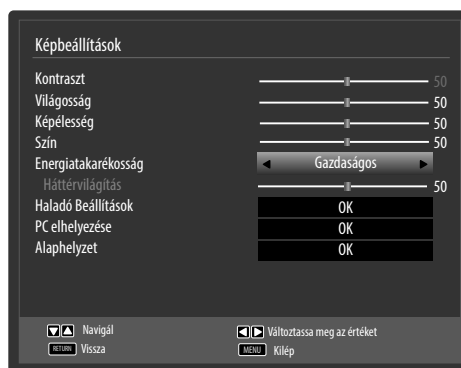 Képbeállítások
Kontraszt 50
Világosság 50
Képélesség 50
Szín 50
Energiatakarékosság Gazdaságos
Háttérvilágítás 50
Haladó Beállítások OK
PC elhelyezése OK
Alaphelyzet OK
Navigál Változtassa meg az értéket
RETURN Vissza MENU Kilép